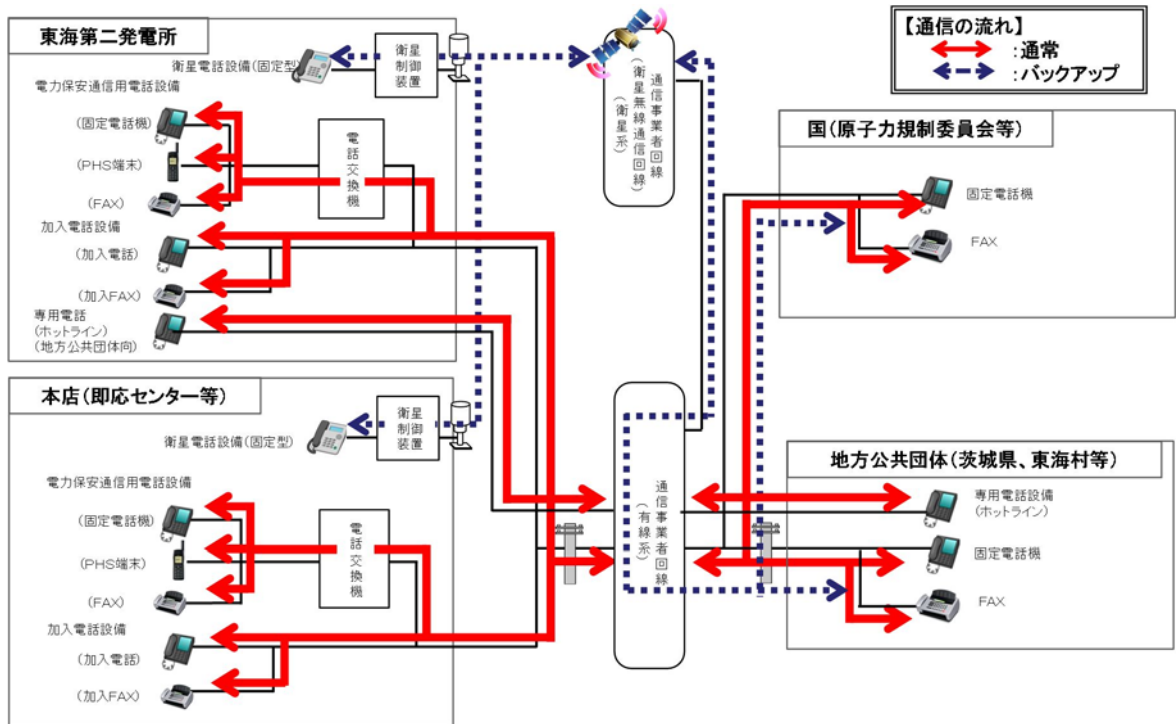 東海第二発電所
衛星電話設備(固定型)
衛星
制御
装置
電力保安通信用電話設備
(固定電話機)
(PHS端末)
(FAX)
電話交換機
加入電話設備
(加入電話)
(加入FAX)
専用電話
(ホットライン)
(地方公共団体向)
本店(即応センター等)
衛星電話設備(固定型)
衛星
制御
装置
電力保安通信用電話設備
(固定電話機)
(PHS端末)
(FAX)
電話交換機
加入電話設備
(加入電話)
(加入FAX)
通信事業者回線
(衛星無線通信回線)
(衛星系)
通信事業者回線
(有線系)
【通信の流れ】
:通常
:バックアップ
国(原子力規制委員会等)
固定電話機
FAX
地方公共団体(茨城県、東海村等)
専用電話設備
(ホットライン)
固定電話機
FAX